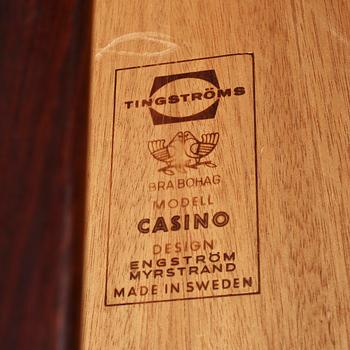 TINGSTRÖMS
BRA BOHAG
MODELL
CASINO
DESIGN
ENGSTRÖM
MYRSTRAND
MADE IN SWEDEN